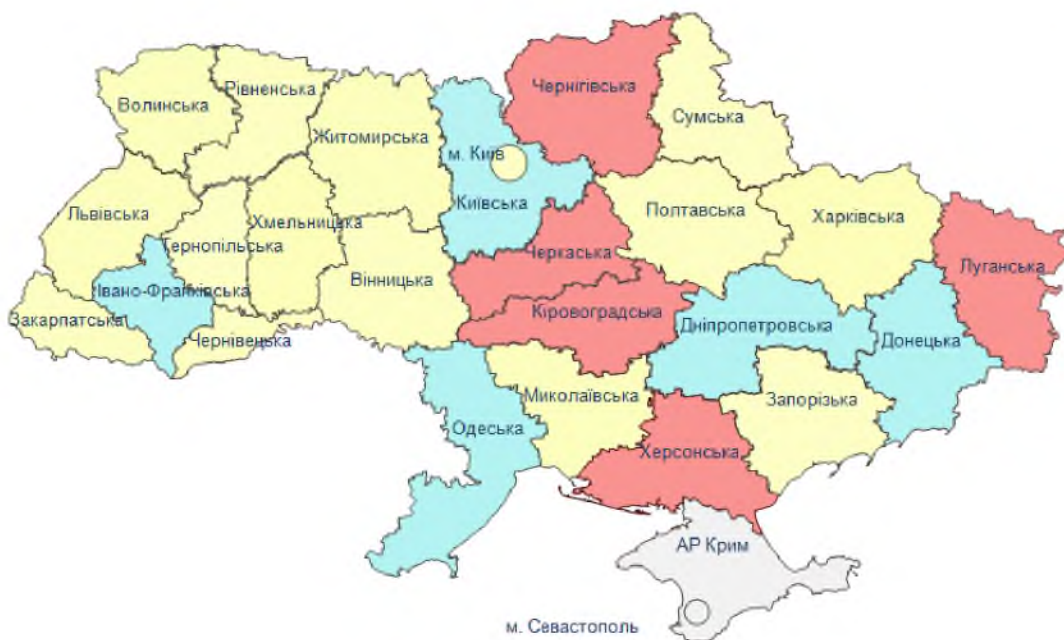 Чернігівська
Волинська
Рівненська
Сумська
Житомирська
м. Київ
Київська
Львівська
Хмельницька
Тернопільська
Полтавська
Харківська
Черкаська
Луганська
Вінницька
Івано-Франківська
Закарпатська
Кіровоградська
Дніпропетровська
Донецька
Чернівецька
Миколаївська
Запорізька
Одеська
Херсонська
АР Крим
м. Севастополь